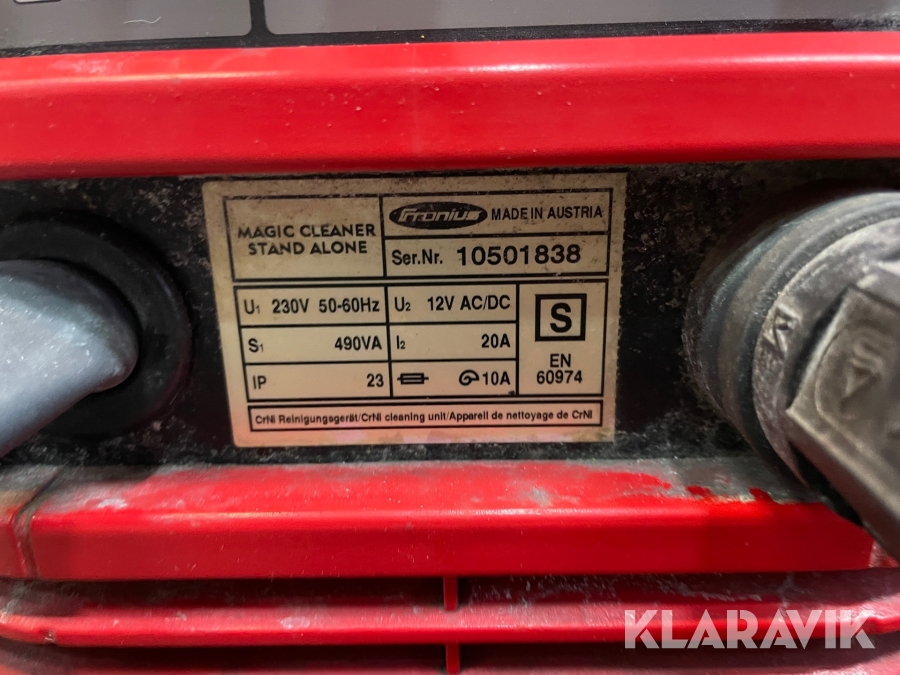 MAGIC CLEANER
STAND ALONE
Fronius MADE IN AUSTRIA
Ser.Nr. 10501838
U1 230V 50-60Hz
U2 12V AC/DC
S
S1 490VA
I2 20A
EN
60974
IP 23
10A
CrNi Reinigungsgerät/CrNi cleaning unit/Appareil de nettoyage de CrNi
KLARAVIK